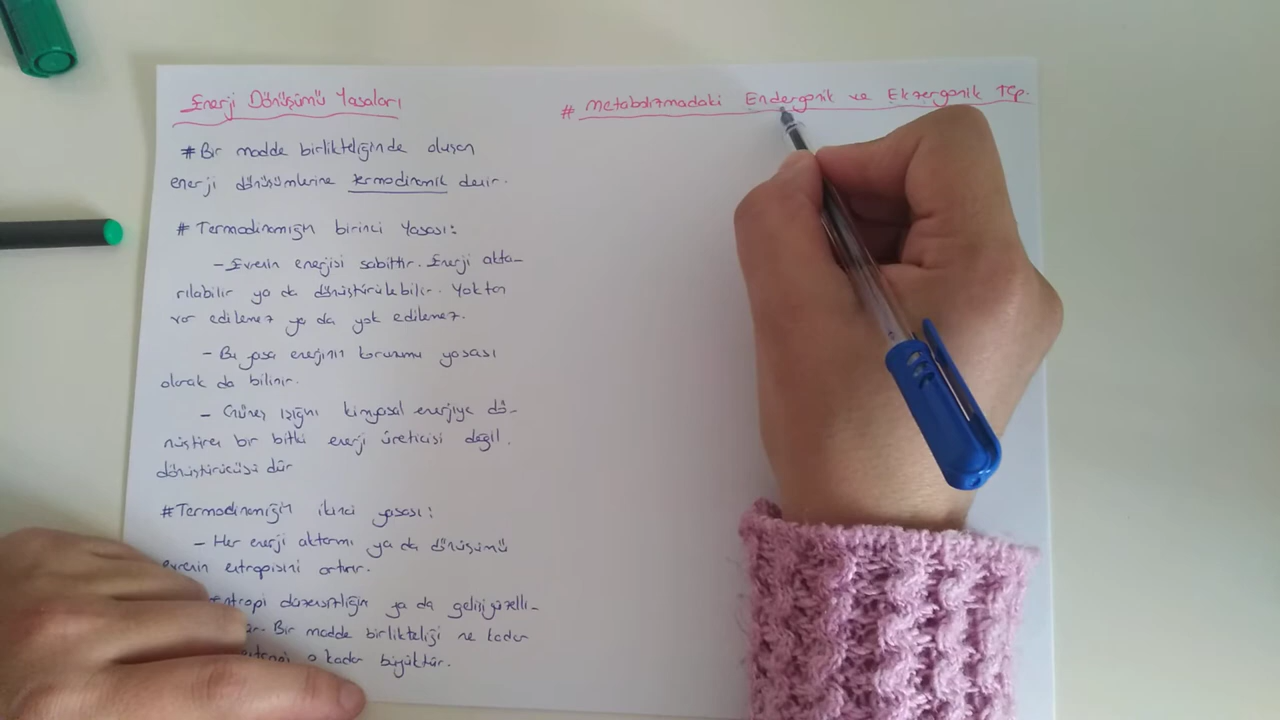 Enerji Dönüşümü Yasaları
# Bir madde birlikteliğinde oluşan
enerji dönüşümlerine termodinamik denir.
# Termodinamiğin birinci Yasası:
- Evrenin enerjisi sabittir. Enerji akta-
rılabilir ya da dönüştürülebilir. Yoktan
var edilemez ya da yok edilemez.
- Bu yasa enerjinin korunumu yasası
olarak da bilinir.
- Güneş ışığını kimyasal enerjiye dö-
nüştüren bir bitki enerji üreticisi değil,
dönüştürücüsü dür
# Termodinamiğin ikinci yasası:
- Her enerji aktarımı ya da dönüşümü
evrenin entropisini artırır.
Entropi düzensizliğin ya da gelişigüzelli-
Bir madde birlikteliği ne kadar
o kadar büyüktür.
# Metabolizmadaki Endergonik ve Ekzergonik Tep.